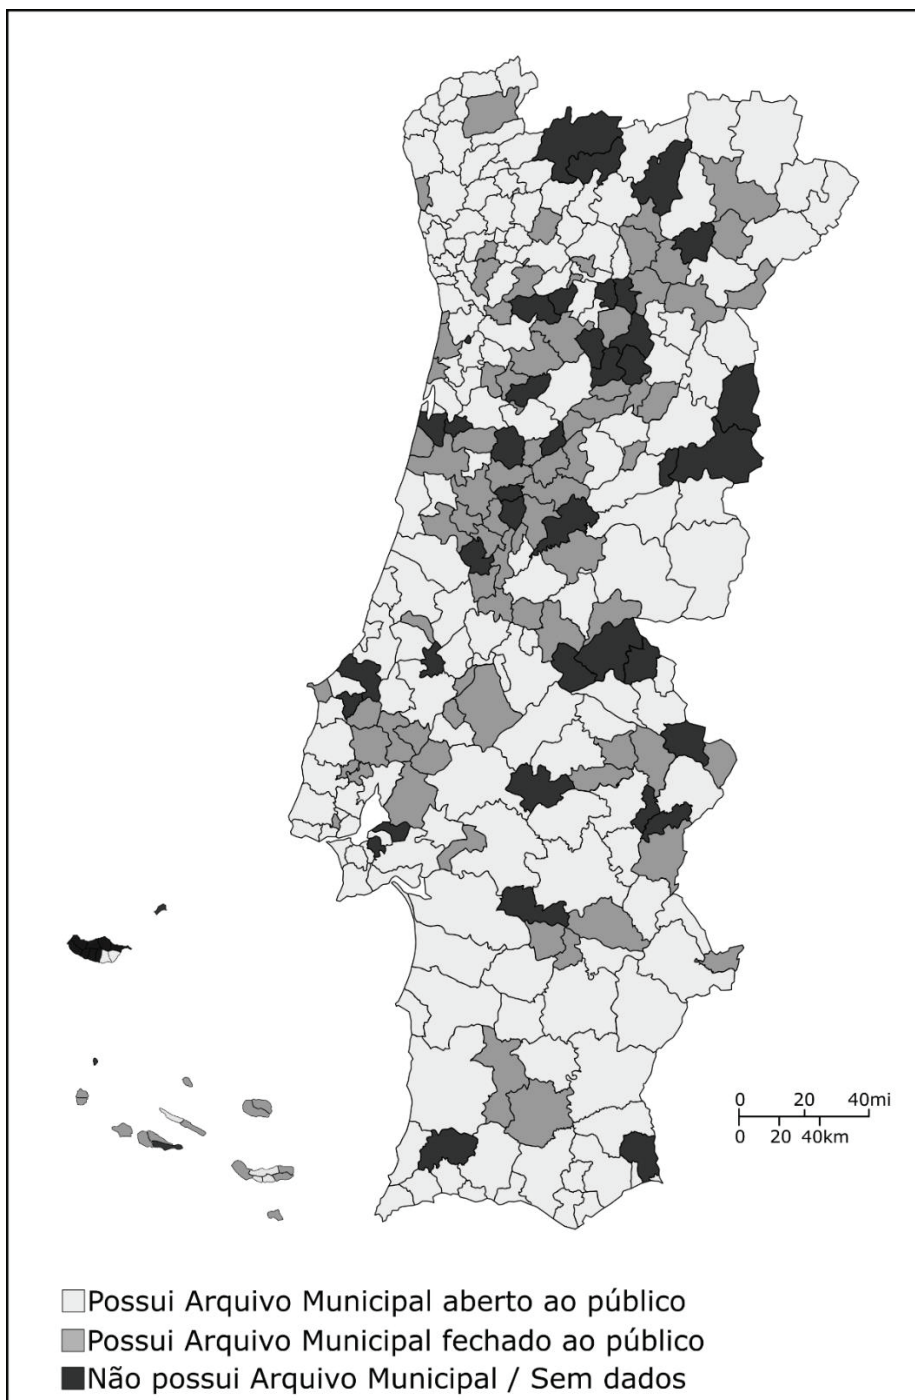 0 20 40mi
0 20 40km
Possui Arquivo Municipal aberto ao público
Possui Arquivo Municipal fechado ao público
Não possui Arquivo Municipal / Sem dados